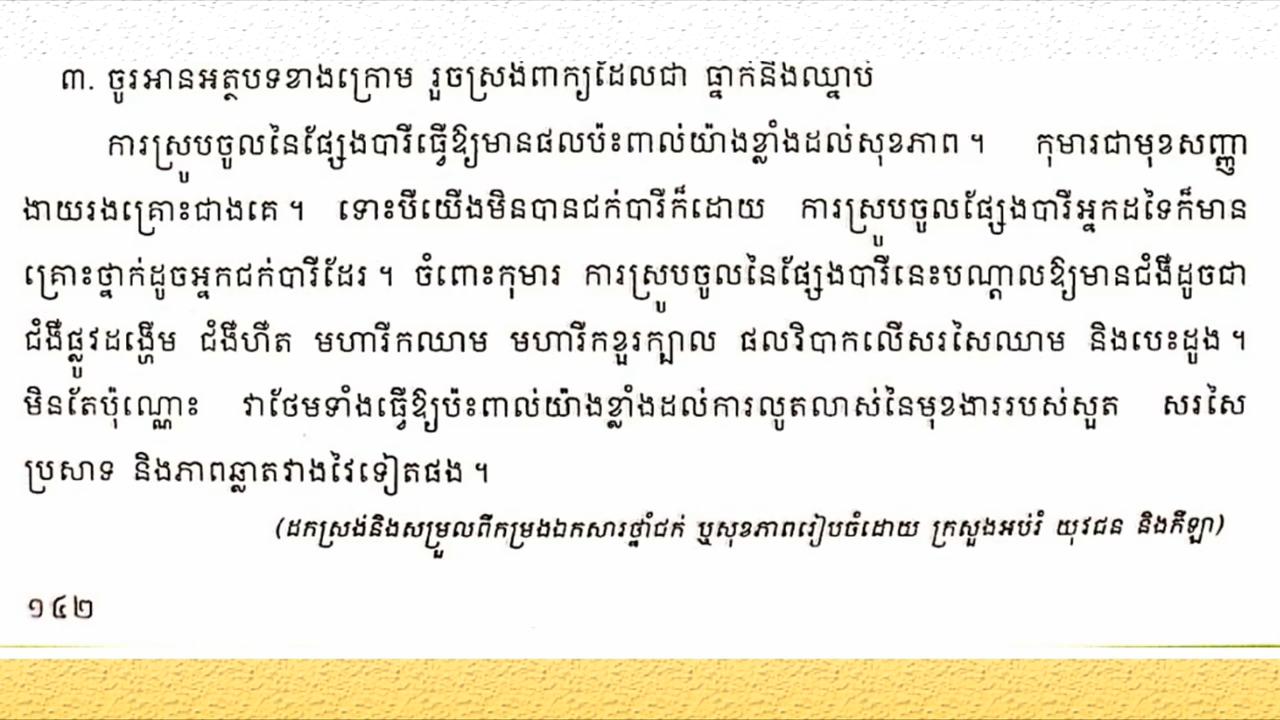 ៣. ចូរអានអត្ថបទខាងក្រោម រួចស្រង់ពាក្យដែលជា ធ្នាក់នឹងឈ្នាប់
ការស្រូបចូលនៃផ្សែងបារីធ្វើឱ្យមានផលប៉ះពាល់យ៉ាងខ្លាំងដល់សុខភាព ។ កុមារជាមុខសញ្ញា
ងាយរងគ្រោះជាងគេ ។ ទោះបីយើងមិនបានជក់បារីក៏ដោយ ការស្រូបចូលផ្សែងបារីអ្នកដទៃក៏មាន
គ្រោះថ្នាក់ដូចអ្នកជក់បារីដែរ ។ ចំពោះកុមារ ការស្រូបចូលនៃផ្សែងបារីនេះបណ្តាលឱ្យមានជំងឺដូចជា
ជំងឺផ្លូវដង្ហើម ជំងឺហឺត មហារីកឈាម មហារីកខួរក្បាល ផលវិបាកលើសរសៃឈាម និងបេះដូង ។
មិនតែប៉ុណ្ណោះ វាថែមទាំងធ្វើឱ្យប៉ះពាល់យ៉ាងខ្លាំងដល់ការលូតលាស់នៃមុខងាររបស់សួត សរសៃ
ប្រសាទ និងភាពឆ្លាតវាងវៃទៀតផង ។
(ដកស្រង់និងសម្រួលពីកម្រងឯកសារថ្នាំជក់ ឬសុខភាពរៀបចំដោយ ក្រសួងអប់រំ យុវជន និងកីឡា)
១៤២